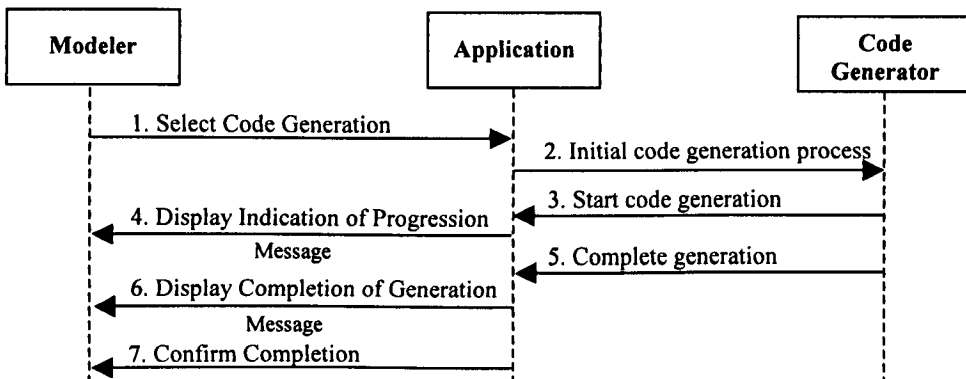 Modeler
Application
Code
Generator
1. Select Code Generation
2. Initial code generation process
3. Start code generation
4. Display Indication of Progression
Message
5. Complete generation
6. Display Completion of Generation
Message
7. Confirm Completion